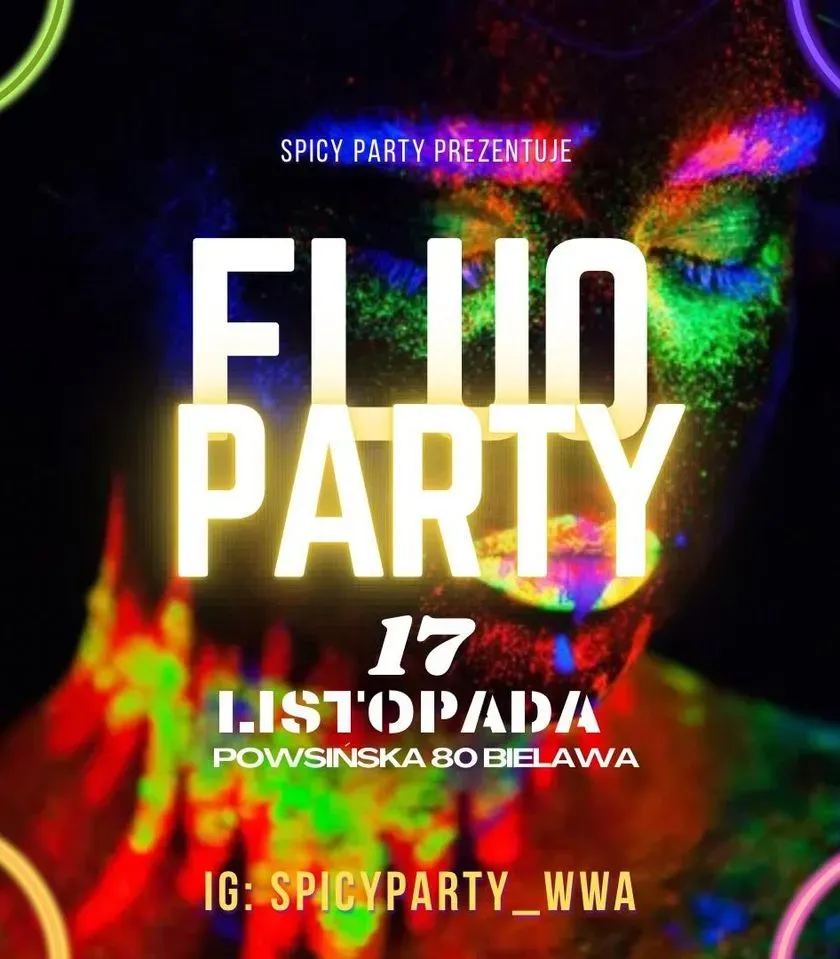 SPICY PARTY PREZENTUJE
FLUO
PARTY
17
LISTOPADA
POWSIŃSKA 80 BIELAWA
IG: SPICYPARTY_WWA